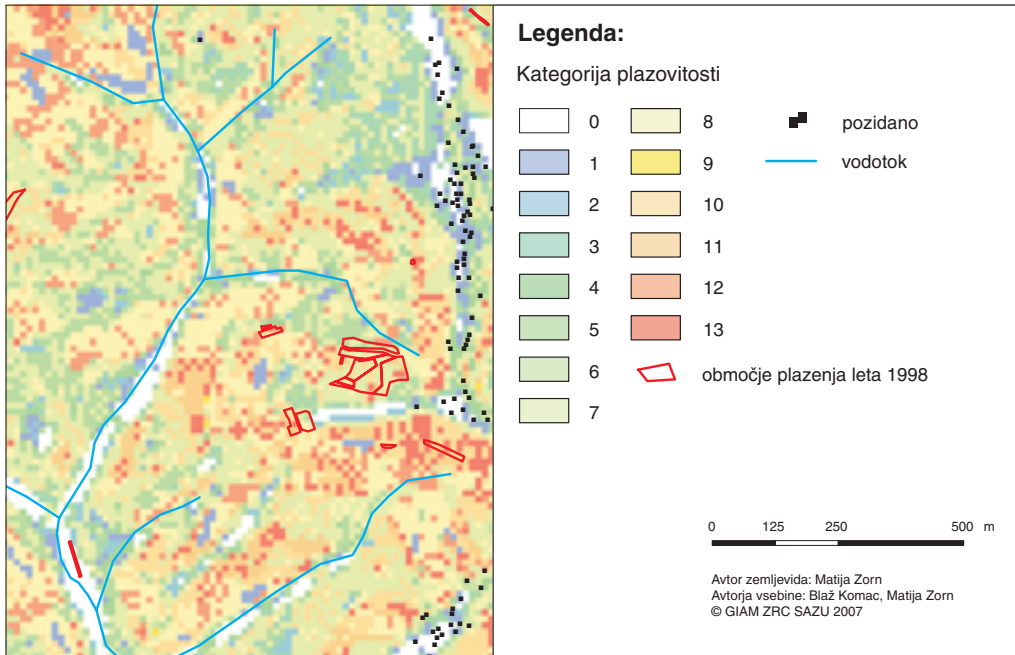 Legenda:
Kategorija plazovitosti
0
1
2
3
4
5
6
7
8
9
10
11
12
13
območje plazenja leta 1998
pozidano
vodotok
0 125 250 500 m
Avtor zemljevida: Matija Zorn
Avtorja vsebine: Blaž Komac, Matija Zorn
© GIAM ZRC SAZU 2007